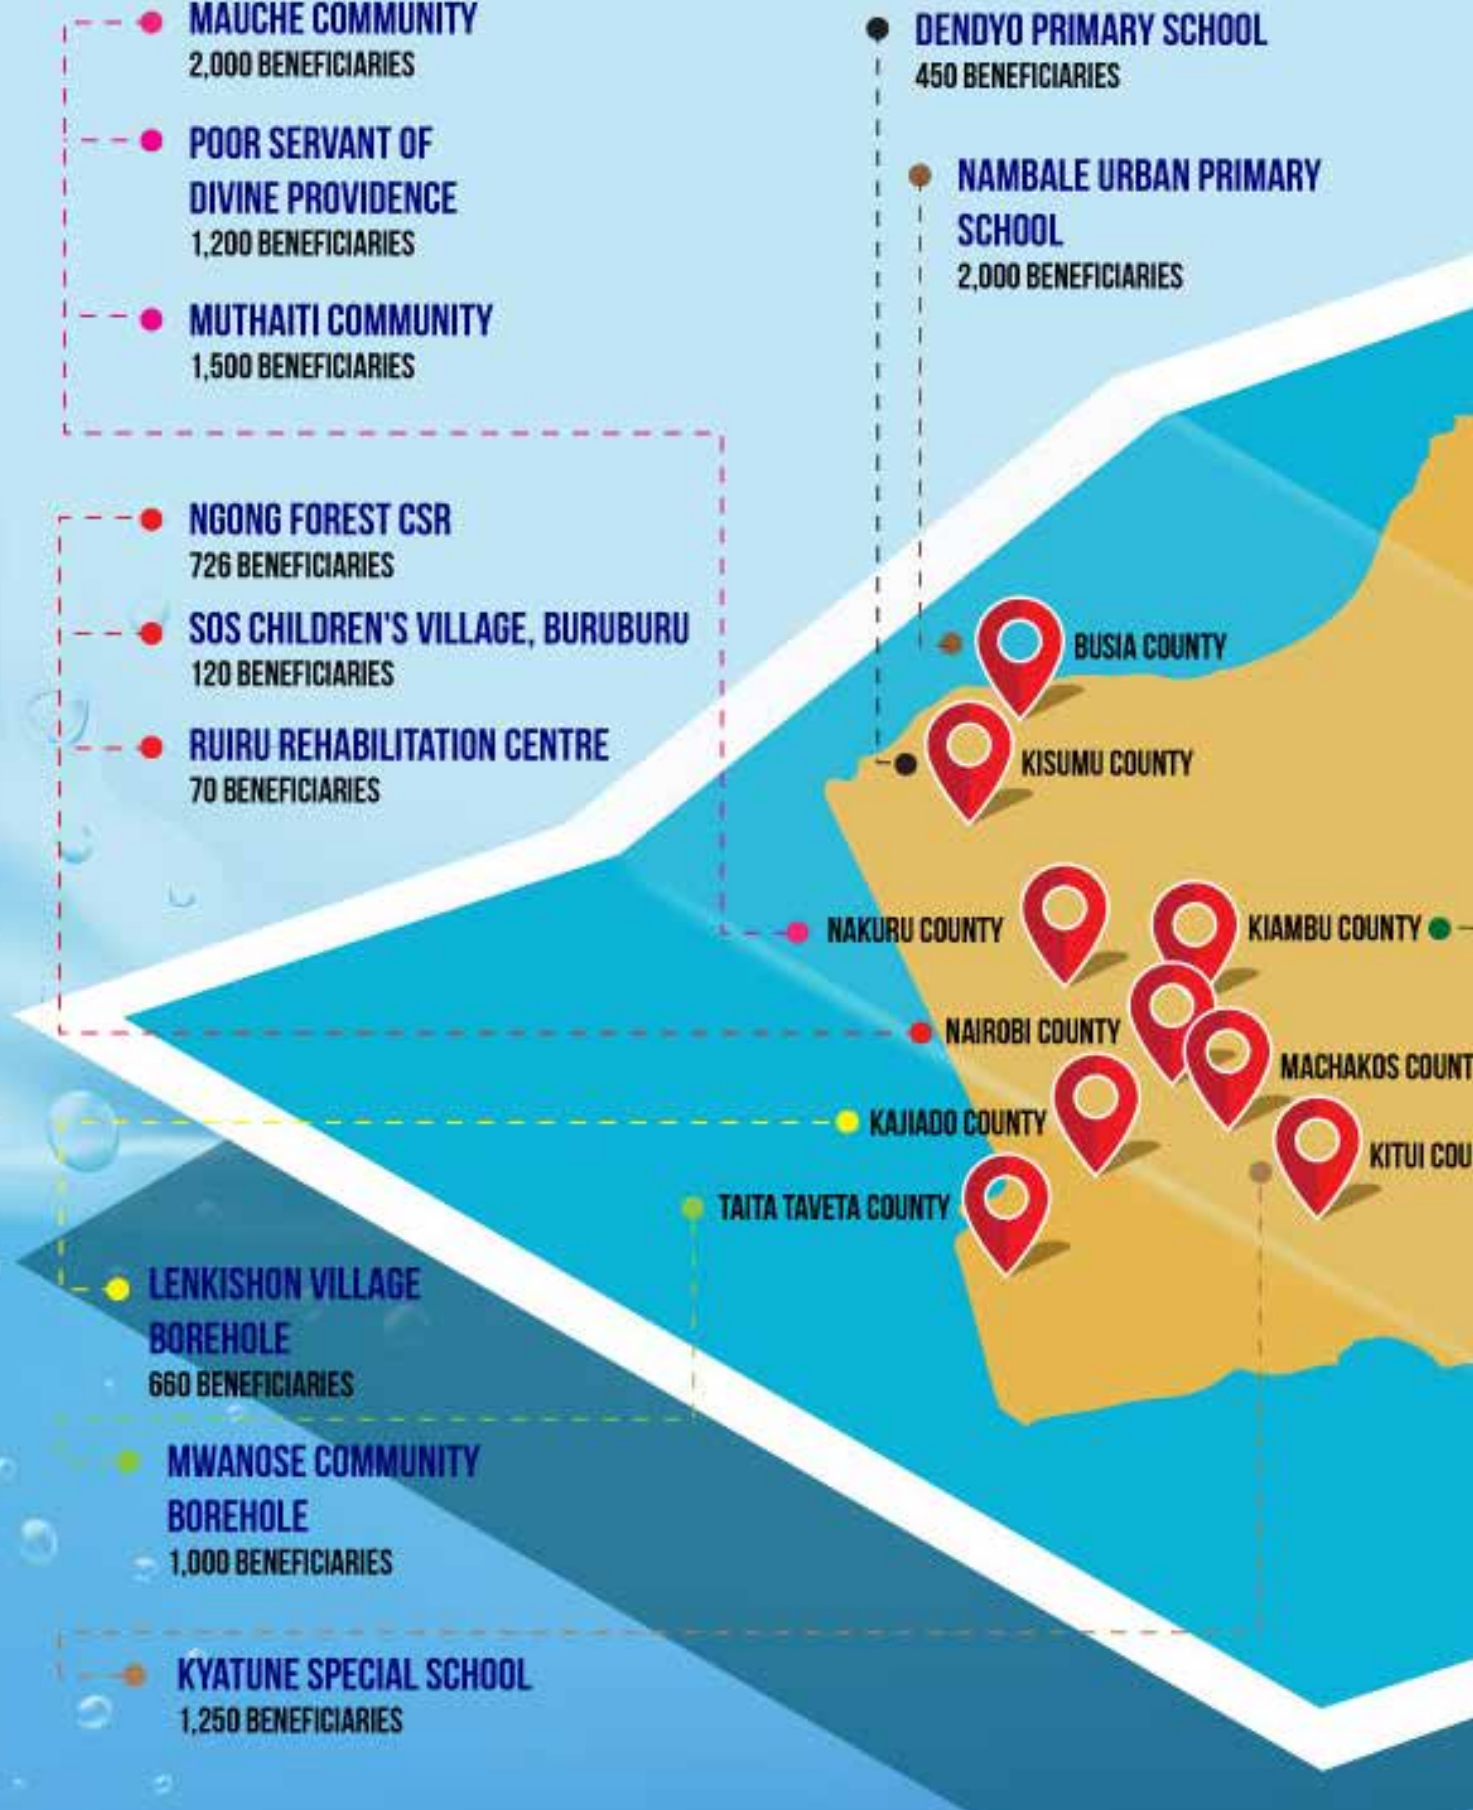 MAUCHE COMMUNITY
2,000 BENEFICIARIES
POOR SERVANT OF
DIVINE PROVIDENCE
1,200 BENEFICIARIES
MUTHAITI COMMUNITY
1,500 BENEFICIARIES
NGONG FOREST CSR
726 BENEFICIARIES
SOS CHILDREN'S VILLAGE, BURUBURU
120 BENEFICIARIES
RUIRU REHABILITATION CENTRE
70 BENEFICIARIES
DENDYO PRIMARY SCHOOL
450 BENEFICIARIES
NAMBALE URBAN PRIMARY
SCHOOL
2,000 BENEFICIARIES
BUSIA COUNTY
KISUMU COUNTY
NAKURU COUNTY
KIAMBU COUNTY
NAIROBI COUNTY
MACHAKOS COUNT
KAJIADO COUNTY
KITUI COU
TAITA TAVETA COUNTY
LENKISHON VILLAGE
BOREHOLE
660 BENEFICIARIES
MWANOSE COMMUNITY
BOREHOLE
1,000 BENEFICIARIES
KYATUNE SPECIAL SCHOOL
1,250 BENEFICIARIES